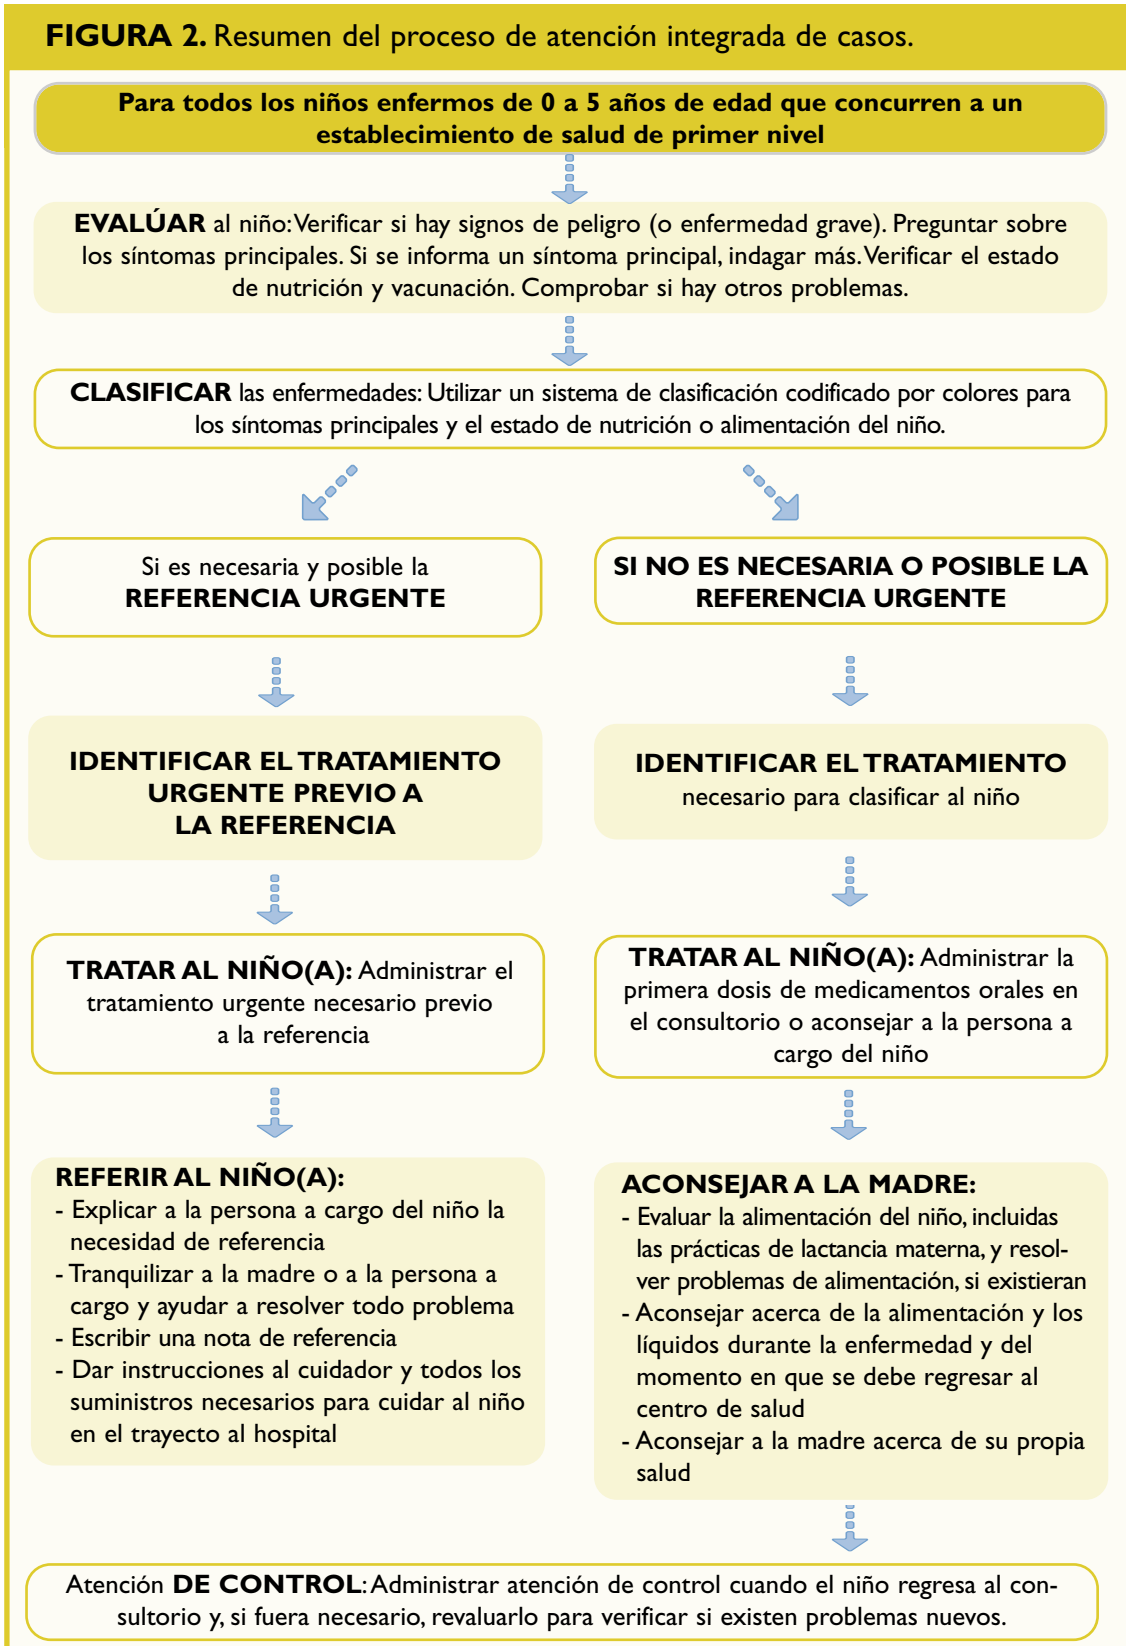 FIGURA 2. Resumen del proceso de atención integrada de casos.
Para todos los niños enfermos de 0 a 5 años de edad que concurren a un
establecimiento de salud de primer nivel
EVALÚAR al niño: Verificar si hay signos de peligro (o enfermedad grave). Preguntar sobre
los síntomas principales. Si se informa un síntoma principal, indagar más. Verificar el estado
de nutrición y vacunación. Comprobar si hay otros problemas.
CLASIFICAR las enfermedades: Utilizar un sistema de clasificación codificado por colores para
los síntomas principales y el estado de nutrición o alimentación del niño.
Si es necesaria y posible la
REFERENCIA URGENTE
IDENTIFICAR EL TRATAMIENTO
URGENTE PREVIO A
LA REFERENCIA
TRATAR AL NIÑO(A): Administrar el
tratamiento urgente necesario previo
a la referencia
REFERIR AL NIÑO(A):
- Explicar a la persona a cargo del niño la
necesidad de referencia
- Tranquilizar a la madre o a la persona a
cargo y ayudar a resolver todo problema
- Escribir una nota de referencia
- Dar instrucciones al cuidador y todos los
suministros necesarios para cuidar al niño
en el trayecto al hospital
SI NO ES NECESARIA O POSIBLE LA
REFERENCIA URGENTE
IDENTIFICAR EL TRATAMIENTO
necesario para clasificar al niño
TRATAR AL NIÑO(A): Administrar la
primera dosis de medicamentos orales en
el consultorio o aconsejar a la persona a
cargo del niño
ACONSEJAR A LA MADRE:
- Evaluar la alimentación del niño, incluidas
las prácticas de lactancia materna, y resol-
ver problemas de alimentación, si existieran
- Aconsejar acerca de la alimentación y los
líquidos durante la enfermedad y del
momento en que se debe regresar al
centro de salud
- Aconsejar a la madre acerca de su propia
salud
Atención DE CONTROL: Administrar atención de control cuando el niño regresa al con-
sultorio y, si fuera necesario, revaluarlo para verificar si existen problemas nuevos.